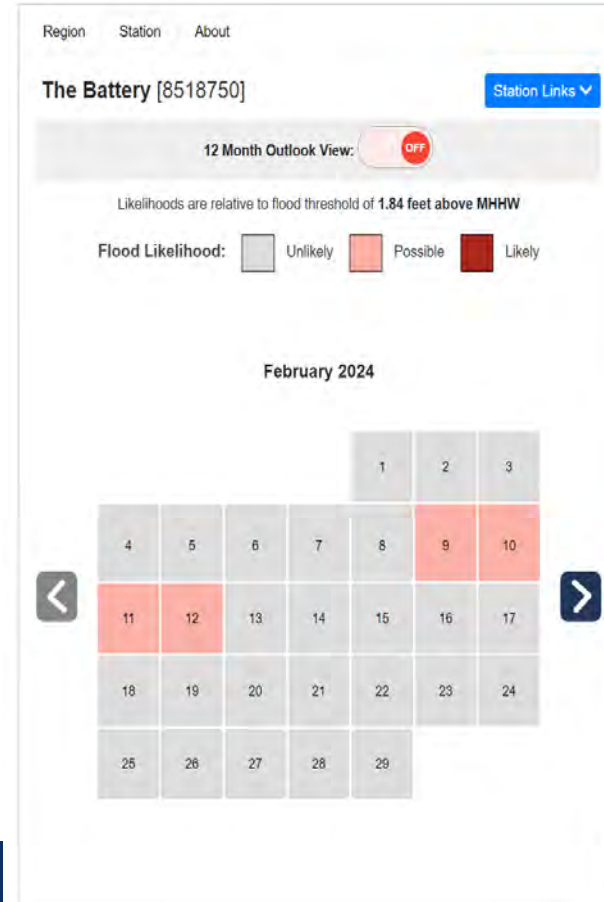 Region Station About
The Battery [8518750]
Station Links
12 Month Outlook View: OFF
Likelihoods are relative to flood threshold of 1.84 feet above MHHW
Flood Likelihood: Unlikely Possible Likely
February 2024
1 2 3
4 5 6 7 8 9 10
11 12 13 14 15 16 17
18 19 20 21 22 23 24
25 26 27 28 29